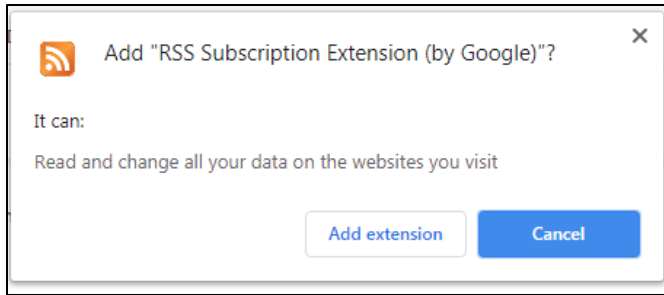 Add "RSS Subscription Extension (by Google)"?
It can:
Read and change all your data on the websites you visit
Add extension
Cancel